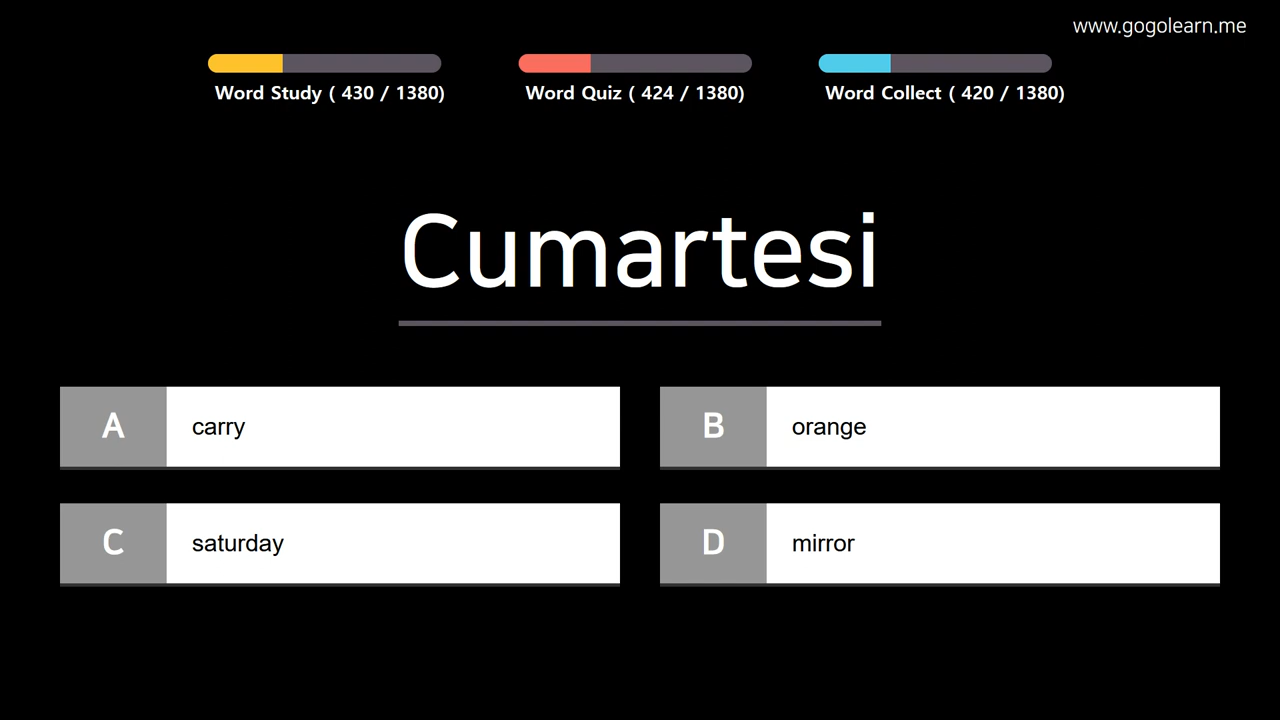 www.gogolearn.me
Word Study ( 430 / 1380)
Word Quiz ( 424 / 1380)
Word Collect ( 420 / 1380)
Cumartesi
A
carry
B
orange
C
saturday
D
mirror